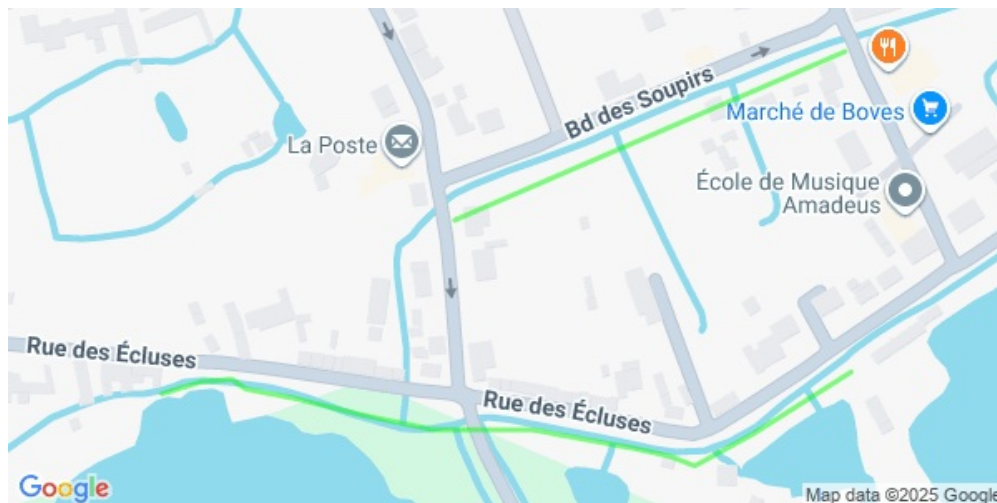 Bd des Soupirs
La Poste
Marché de Boves
École de Musique
Amadeus
Rue des Écluses
Rue des Écluses
Google
Map data ©2025 Google